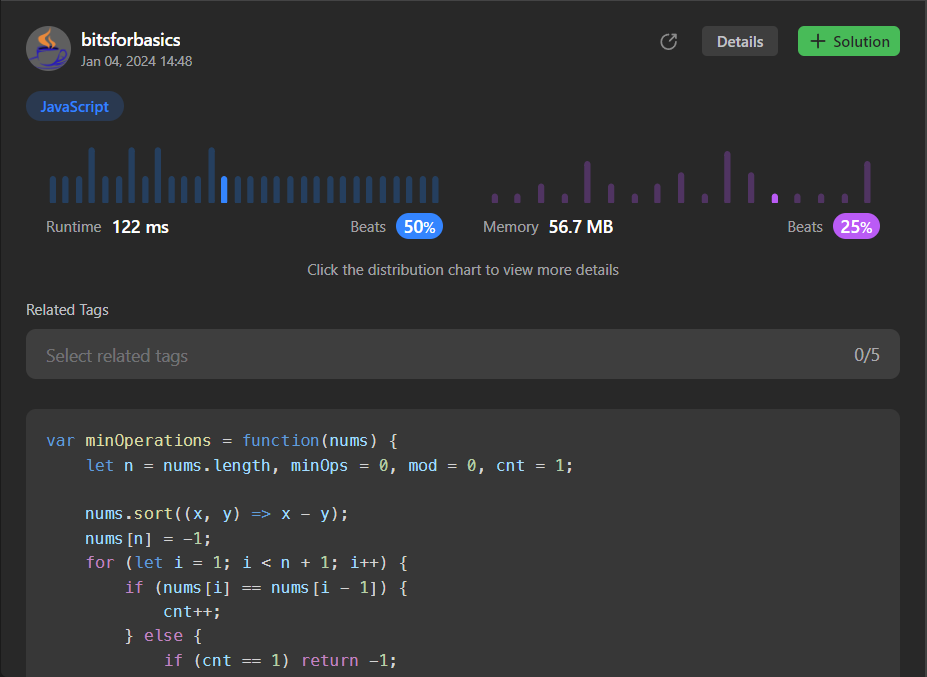 bitsforbasics
Jan 04, 2024 14:48
Details
+ Solution
JavaScript
Runtime 122 ms Beats 50%
Memory 56.7 MB Beats 25%
Click the distribution chart to view more details
Related Tags
Select related tags 0/5
var minOperations = function(nums) {
    let n = nums.length, minOps = 0, mod = 0, cnt = 1;

    nums.sort((x, y) => x - y);
    nums[n] = -1;
    for (let i = 1; i < n + 1; i++) {
        if (nums[i] == nums[i - 1]) {
            cnt++;
        } else {
            if (cnt == 1) return -1;